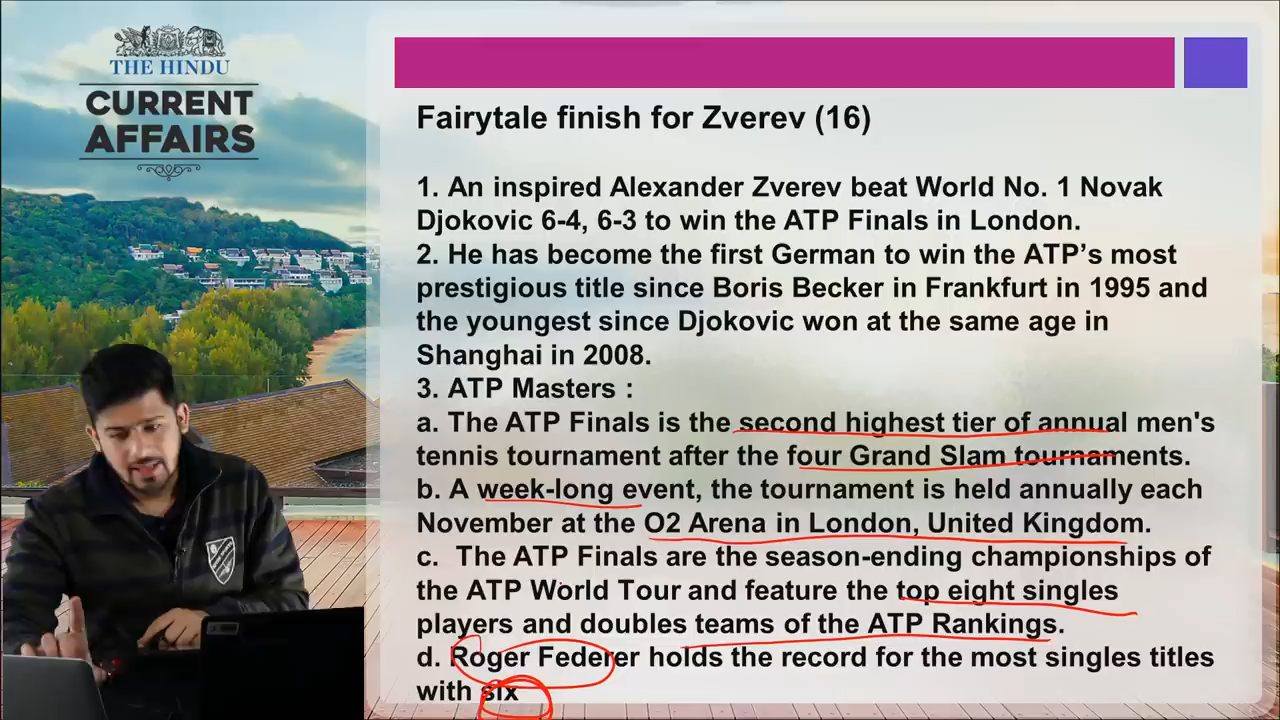 THE HINDU
CURRENT
AFFAIRS
Fairytale finish for Zverev (16)
1. An inspired Alexander Zverev beat World No. 1 Novak
Djokovic 6-4, 6-3 to win the ATP Finals in London.
2. He has become the first German to win the ATP’s most
prestigious title since Boris Becker in Frankfurt in 1995 and
the youngest since Djokovic won at the same age in
Shanghai in 2008.
3. ATP Masters :
a. The ATP Finals is the second highest tier of annual men's
tennis tournament after the four Grand Slam tournaments.
b. A week-long event, the tournament is held annually each
November at the O2 Arena in London, United Kingdom.
c. The ATP Finals are the season-ending championships of
the ATP World Tour and feature the top eight singles
players and doubles teams of the ATP Rankings.
d. Roger Federer holds the record for the most singles titles
with six